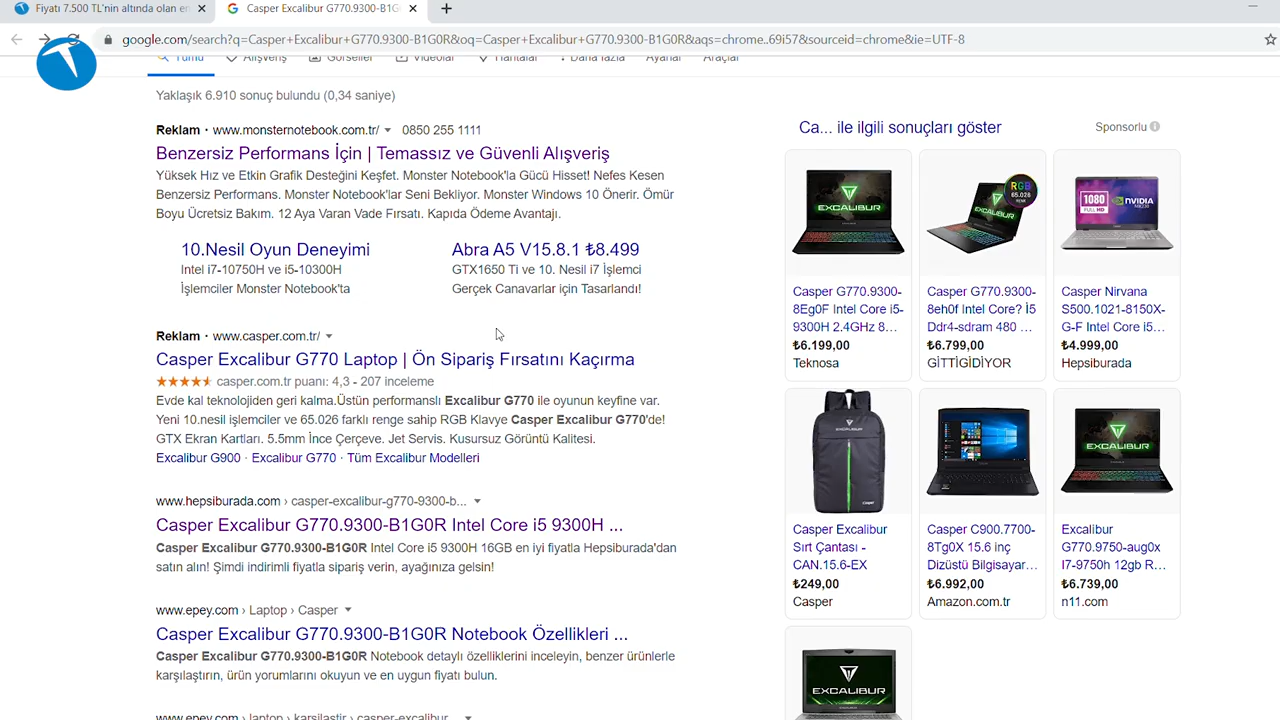 Fiyatı 7.500 TL'nin altında olan en
Casper Excalibur G770.9300-B1G
google.com/search?q=Casper+Excalibur+G770.9300-B1G0R&oq=Casper+Excalibur+G770.9300-B1G0R&aqs=chrome..69i57&sourceid=chrome&ie=UTF-8
Tümü Alışveriş Görseller Videolar Haritalar Daha fazla Ayarlar Araçlar
Yaklaşık 6.910 sonuç bulundu (0,34 saniye)
Reklam · www.monsternotebook.com.tr/ 0850 255 1111
Benzersiz Performans İçin | Temassız ve Güvenli Alışveriş
Yüksek Hız ve Etkin Grafik Desteğini Keşfet. Monster Notebook'la Gücü Hisset! Nefes Kesen
Benzersiz Performans. Monster Notebook'lar Seni Bekliyor. Monster Windows 10 Önerir. Ömür
Boyu Ücretsiz Bakım. 12 Aya Varan Vade Fırsatı. Kapıda Ödeme Avantajı.
10.Nesil Oyun Deneyimi
Intel i7-10750H ve i5-10300H
İşlemciler Monster Notebook'ta
Abra A5 V15.8.1 ₺8.499
GTX1650 Ti ve 10. Nesil i7 İşlemci
Gerçek Canavarlar için Tasarlandı!
Reklam · www.casper.com.tr/
Casper Excalibur G770 Laptop | Ön Sipariş Fırsatını Kaçırma
casper.com.tr puanı: 4,3 - 207 inceleme
Evde kal teknolojiden geri kalma.Üstün performanslı Excalibur G770 ile oyunun keyfine var.
Yeni 10.nesil işlemciler ve 65.026 farklı renge sahip RGB Klavye Casper Excalibur G770'de!
GTX Ekran Kartları. 5.5mm İnce Çerçeve. Jet Servis. Kusursuz Görüntü Kalitesi.
Excalibur G900 · Excalibur G770 · Tüm Excalibur Modelleri
www.hepsiburada.com › casper-excalibur-g770-9300-b...
Casper Excalibur G770.9300-B1G0R Intel Core i5 9300H ...
Casper Excalibur G770.9300-B1G0R Intel Core i5 9300H 16GB en iyi fiyatla Hepsiburada'dan
satın alın! Şimdi indirimli fiyatla sipariş verin, ayağınıza gelsin!
www.epey.com › Laptop › Casper
Casper Excalibur G770.9300-B1G0R Notebook Özellikleri ...
Casper Excalibur G770.9300-B1G0R Notebook detaylı özelliklerini inceleyin, benzer ürünlerle
karşılaştırın, ürün yorumlarını okuyun ve en uygun fiyatı bulun.
www.epey.com › laptop › karsilastir › casper-excalibur...
Ca... ile ilgili sonuçları göster
Sponsorlu
EXCALIBUR
Casper G770.9300-
8Eg0F Intel Core i5-
9300H 2.4GHz 8...
₺6.199,00
Teknosa
RGB
65.026
EXCALIBUR
Casper G770.9300-
8eh0f Intel Core? İ5
Ddr4-sdram 480 ...
₺6.799,00
GİTTİGİDİYOR
1080
FULL HD
NVIDIA
Casper Nirvana
S500.1021-8150X-
G-F Intel Core i5...
₺4.999,00
Hepsiburada
EXCALIBUR
Casper Excalibur
Sırt Çantası -
CAN.15.6-EX
₺249,00
Casper
Casper C900.7700-
8Tg0X 15.6 inç
Dizüstü Bilgisayar...
₺6.992,00
Amazon.com.tr
EXCALIBUR
Excalibur
G770.9750-aug0x
I7-9750h 12gb R...
₺6.739,00
n11.com
EXCALIBUR